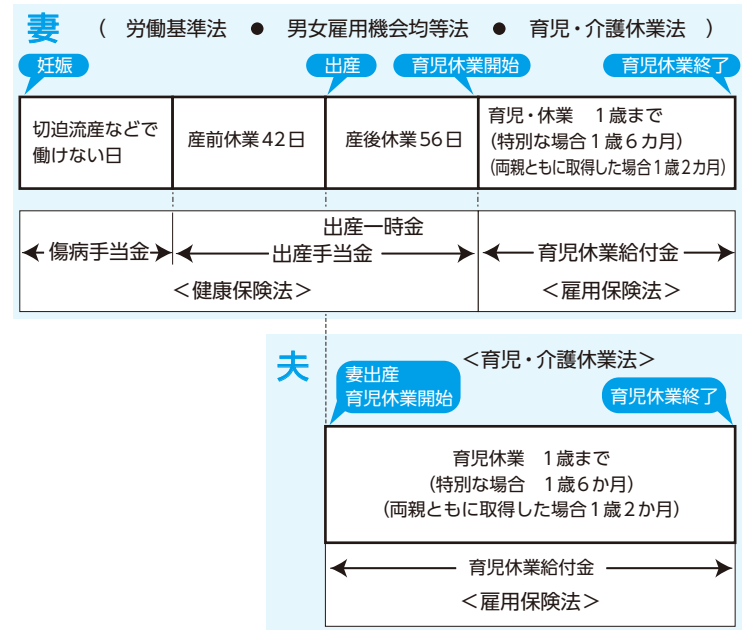 妻 ( 労働基準法 ● 男女雇用機会均等法 ● 育児・介護休業法 )
妊娠
出産
育児休業開始
育児休業終了
切迫流産などで
働けない日
産前休業42日
産後休業56日
育児・休業 1歳まで
(特別な場合1歳6カ月)
(両親ともに取得した場合1歳2カ月)
傷病手当金
出産一時金
出産手当金
育児休業給付金
＜健康保険法＞
＜雇用保険法＞
夫
＜育児・介護休業法＞
妻出産
育児休業開始
育児休業終了
育児休業 1歳まで
(特別な場合 1歳6か月)
(両親ともに取得した場合1歳2か月)
育児休業給付金
＜雇用保険法＞